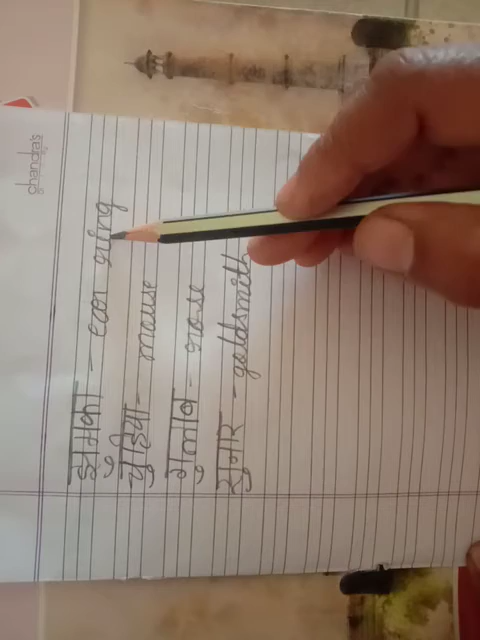 chandra's
झुमका - ear ring
चुहिया - mouse
गुलाब - rose
सुनार - goldsmith